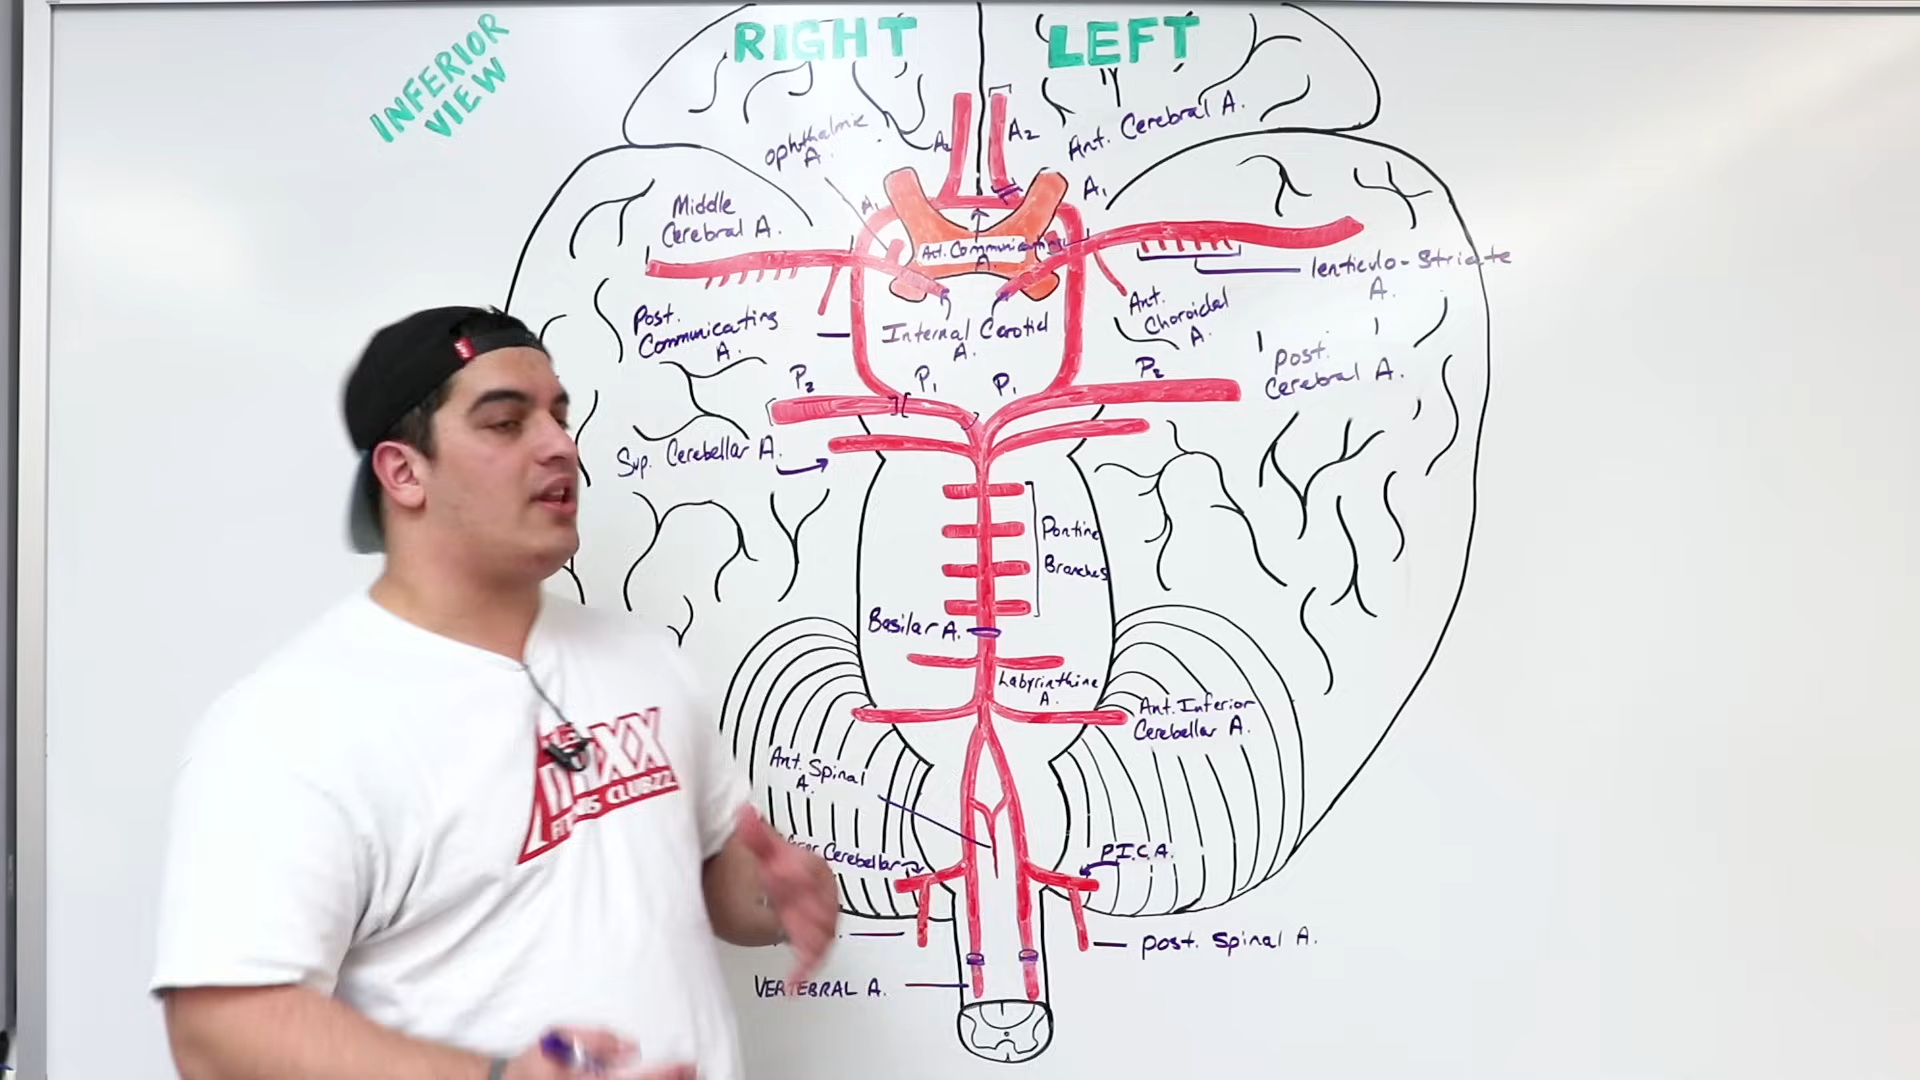 INFERIOR
VIEW
RIGHT
LEFT
ophthalmic
A.
A2
A2
Ant. Cerebral A.
A1
A1
Middle
Cerebral A.
Ant. Communicating
A.
lenticulo-striate
A.
Post.
Communicating
A.
Internal Carotid
A.
Ant.
Choroidal
A.
Post.
Cerebral A.
P2
P1
P1
P2
Sup. Cerebellar A.
Pontine
Branches
Basilar A.
Labyrinthine
A.
Ant. Inferior
Cerebellar A.
Ant. Spinal
A.
Cerebellar
P.I.C.A.
post. Spinal A.
VERTEBRAL A.